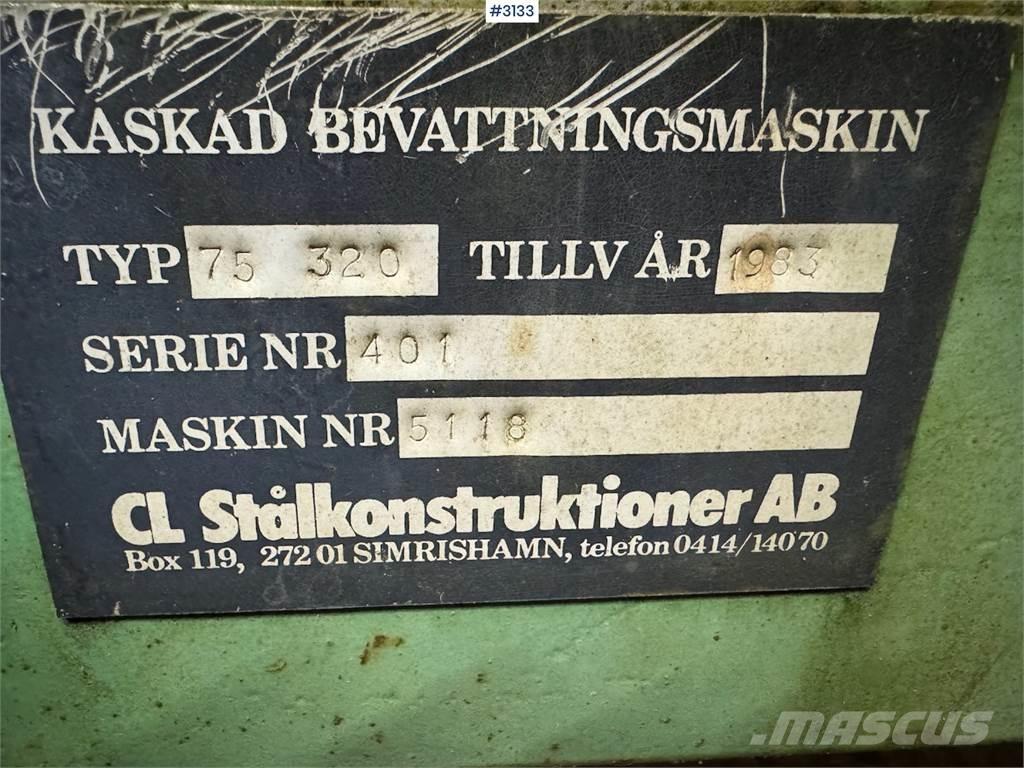 #3133
KASKAD BEVATTNINGSMASKIN
TYP 75 320 TILLV ÅR 1983
SERIE NR 401
MASKIN NR 5118
CL Stålkonstruktioner AB
Box 119, 272 01 SIMRISHAMN, telefon 0414/140 70
MASCUS